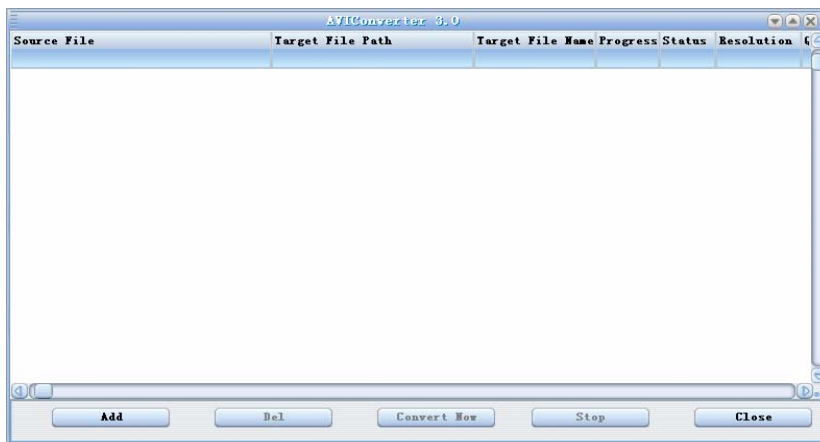 AVIConverter 3.0
Source File Target File Path Target File Name Progress Status Resolution
Add Del Convert Now Stop Close